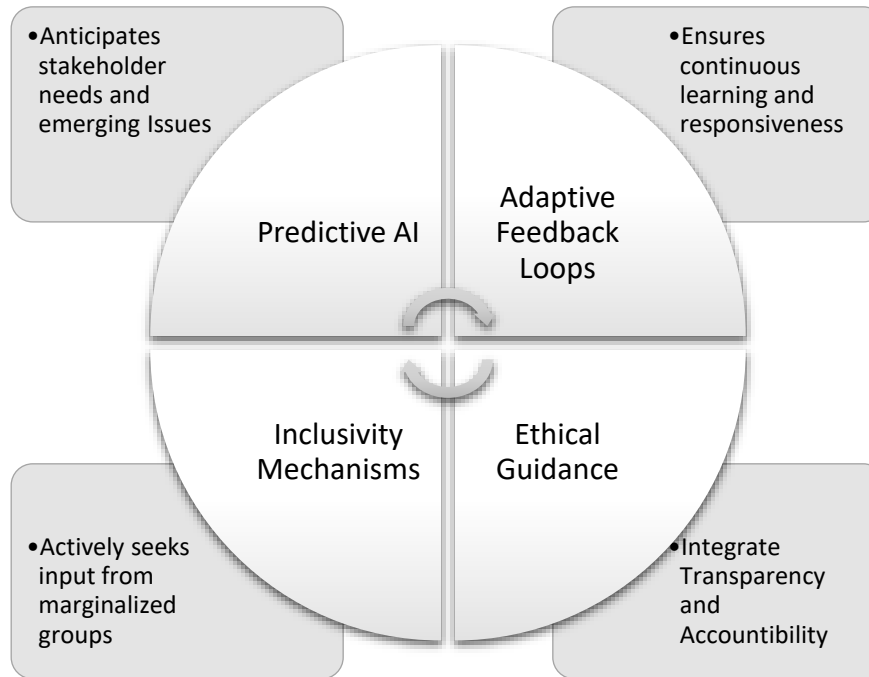 •Anticipates
stakeholder
needs and
emerging Issues
•Ensures
continuous
learning and
responsiveness
Predictive AI
Adaptive
Feedback
Loops
Inclusivity
Mechanisms
Ethical
Guidance
•Actively seeks
input from
marginalized
groups
•Integrate
Transparency
and
Accountibility